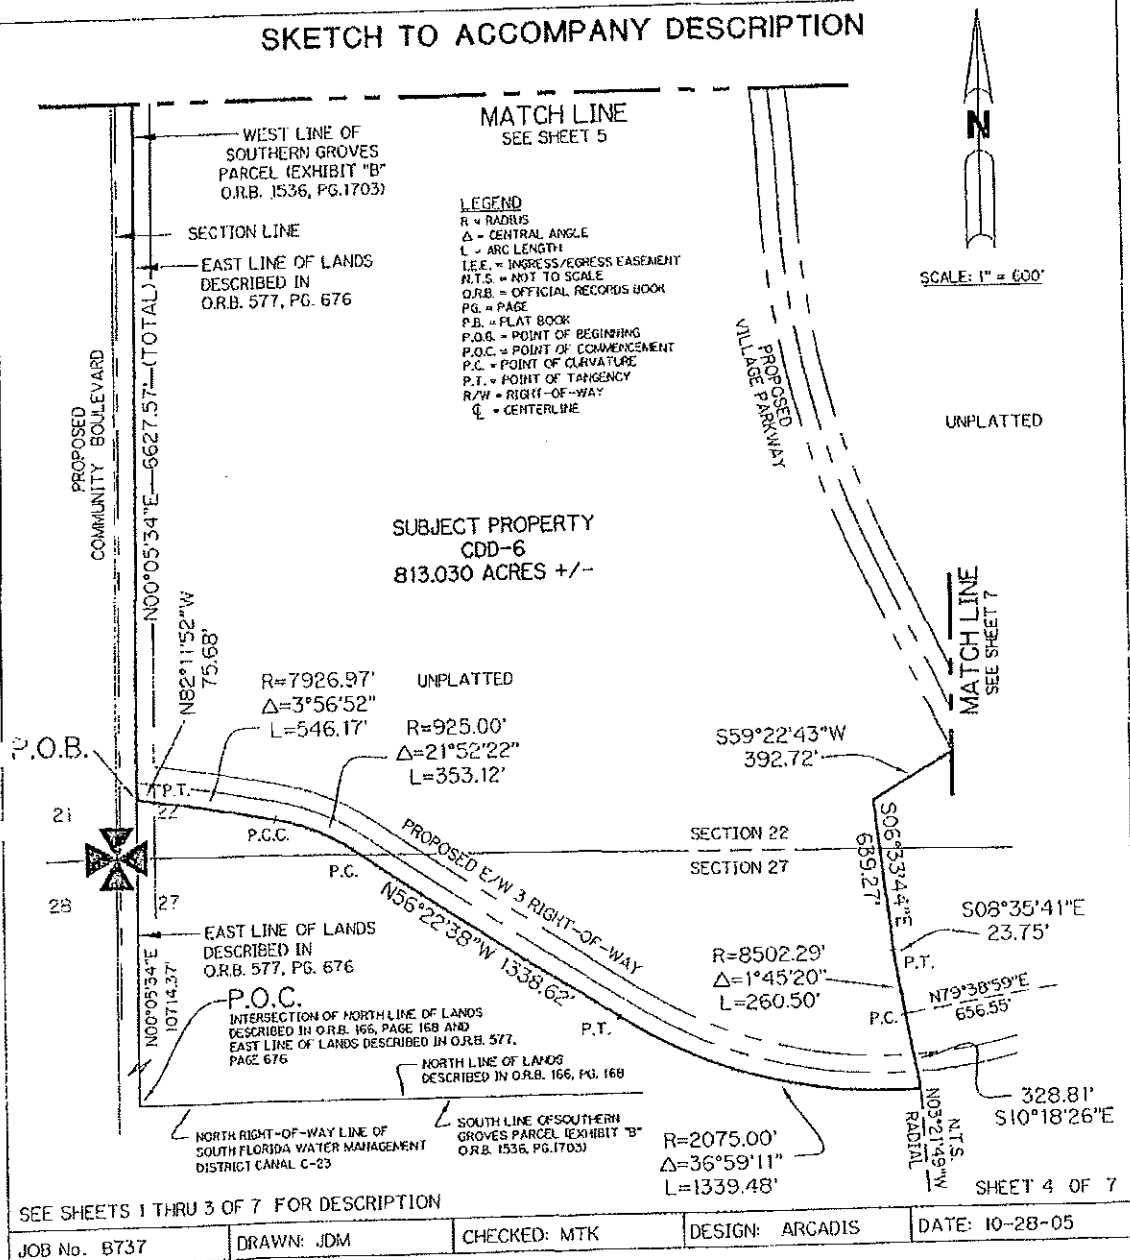 SKETCH TO ACCOMPANY DESCRIPTION
MATCH LINE
SEE SHEET 5
N
SCALE: 1" = 600'
WEST LINE OF
SOUTHERN GROVES
PARCEL (EXHIBIT "B"
O.R.B. 1536, PG.1703)
SECTION LINE
EAST LINE OF LANDS
DESCRIBED IN
O.R.B. 577, PG. 676
LEGEND
R = RADIUS
Δ = CENTRAL ANGLE
L = ARC LENGTH
I.E.E. = INGRESS/EGRESS EASEMENT
N.T.S. = NOT TO SCALE
O.R.B. = OFFICIAL RECORDS BOOK
PG. = PAGE
P.B. = PLAT BOOK
P.O.B. = POINT OF BEGINNING
P.O.C. = POINT OF COMMENCEMENT
P.C. = POINT OF CURVATURE
P.T. = POINT OF TANGENCY
R/W = RIGHT-OF-WAY
℄ = CENTERLINE
PROPOSED
COMMUNITY BOULEVARD
N00°05'34"E—6627.57'—(TOTAL)
PROPOSED
VILLAGE PARKWAY
UNPLATTED
SUBJECT PROPERTY
CDD-6
813.030 ACRES +/-
MATCH LINE
SEE SHEET 7
N82°11'52"W
75.68'
R=7926.97'
Δ=3°56'52"
L=546.17'
UNPLATTED
R=925.00'
Δ=21°52'22"
L=353.12'
S59°22'43"W
392.72'
P.O.B.
P.T.
21
22
P.C.C.
P.C.
PROPOSED E/W 3 RIGHT-OF-WAY
SECTION 22
SECTION 27
S06°33'44"E
639.27'
28
27
N56°22'38"W 1338.62'
S08°35'41"E
23.75'
EAST LINE OF LANDS
DESCRIBED IN
O.R.B. 577, PG. 676
R=8502.29'
Δ=1°45'20"
L=260.50'
P.T.
N79°38'59"E
656.55'
P.C.
N00°05'34"E
10714.37'
P.O.C.
INTERSECTION OF NORTH LINE OF LANDS
DESCRIBED IN O.R.B. 166, PAGE 168 AND
EAST LINE OF LANDS DESCRIBED IN O.R.B. 577,
PAGE 676
P.T.
NORTH LINE OF LANDS
DESCRIBED IN O.R.B. 166, PG. 168
328.81'
S10°18'26"E
NORTH RIGHT-OF-WAY LINE OF
SOUTH FLORIDA WATER MANAGEMENT
DISTRICT CANAL C-23
SOUTH LINE OF SOUTHERN
GROVES PARCEL (EXHIBIT "B"
O.R.B. 1536, PG.1703)
R=2075.00'
Δ=36°59'11"
L=1339.48'
N03°21'49"W
RADIAL
N.T.S.
SHEET 4 OF 7
SEE SHEETS 1 THRU 3 OF 7 FOR DESCRIPTION
JOB No. B737
DRAWN: JDM
CHECKED: MTK
DESIGN: ARCADIS
DATE: 10-28-05